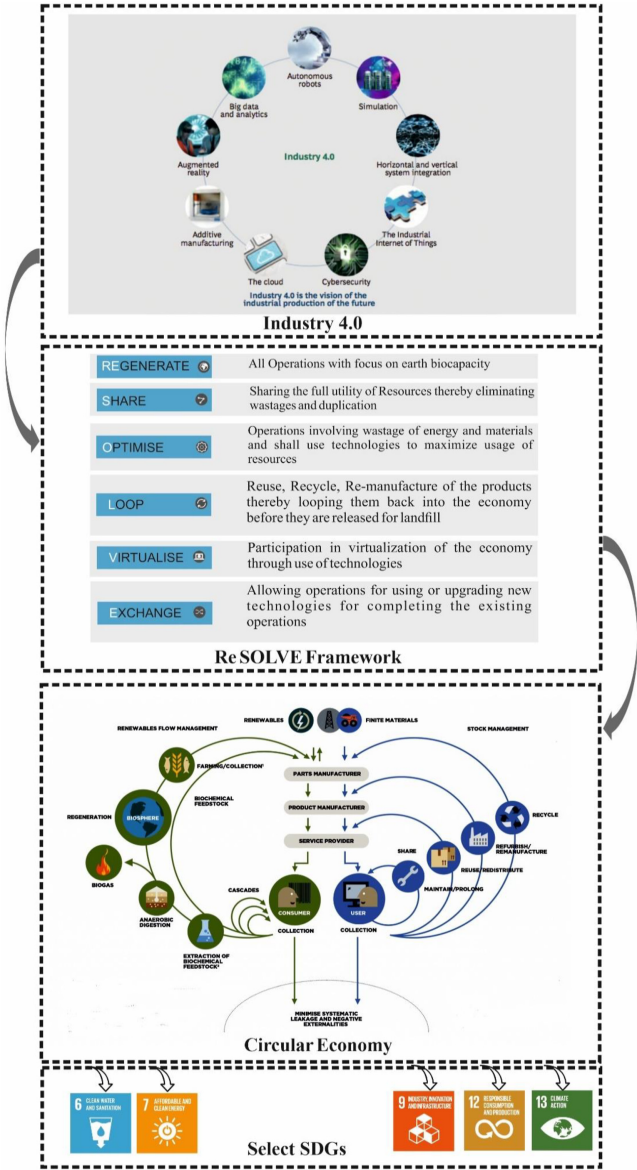 Autonomous
robots
Big data
and analytics
Simulation
Augmented
reality
Industry 4.0
Horizontal and vertical
system integration
Additive
manufacturing
The Industrial
Internet of Things
The cloud
Cybersecurity
Industry 4.0 is the vision of the
industrial production of the future
Industry 4.0
REGENERATE
All Operations with focus on earth biocapacity
SHARE
Sharing the full utility of Resources thereby eliminating
wastages and duplication
OPTIMISE
Operations involving wastage of energy and materials
and shall use technologies to maximize usage of
resources
LOOP
Reuse, Recycle, Re-manufacture of the products
thereby looping them back into the economy
before they are released for landfill
VIRTUALISE
Participation in virtualization of the economy
through use of technologies
EXCHANGE
Allowing operations for using or upgrading new
technologies for completing the existing
operations
Re SOLVE Framework
RENEWABLES
FINITE MATERIALS
RENEWABLES FLOW MANAGEMENT
STOCK MANAGEMENT
FARMING/COLLECTION¹
PARTS MANUFACTURER
BIOCHEMICAL
FEEDSTOCK
REGENERATION
BIOSPHERE
PRODUCT MANUFACTURER
RECYCLE
SERVICE PROVIDER
REFURBISH/
REMANUFACTURE
SHARE
REUSE/REDISTRIBUTE
MAINTAIN/PROLONG
BIOGAS
CASCADES
CONSUMER
USER
ANAEROBIC
DIGESTION
COLLECTION
COLLECTION
EXTRACTION OF
BIOCHEMICAL
FEEDSTOCK²
MINIMISE SYSTEMATIC
LEAKAGE AND NEGATIVE
EXTERNALITIES
Circular Economy
6 CLEAN WATER
AND SANITATION
7 AFFORDABLE AND
CLEAN ENERGY
9 INDUSTRY, INNOVATION
AND INFRASTRUCTURE
12 RESPONSIBLE
CONSUMPTION
AND PRODUCTION
13 CLIMATE
ACTION
Select SDGs